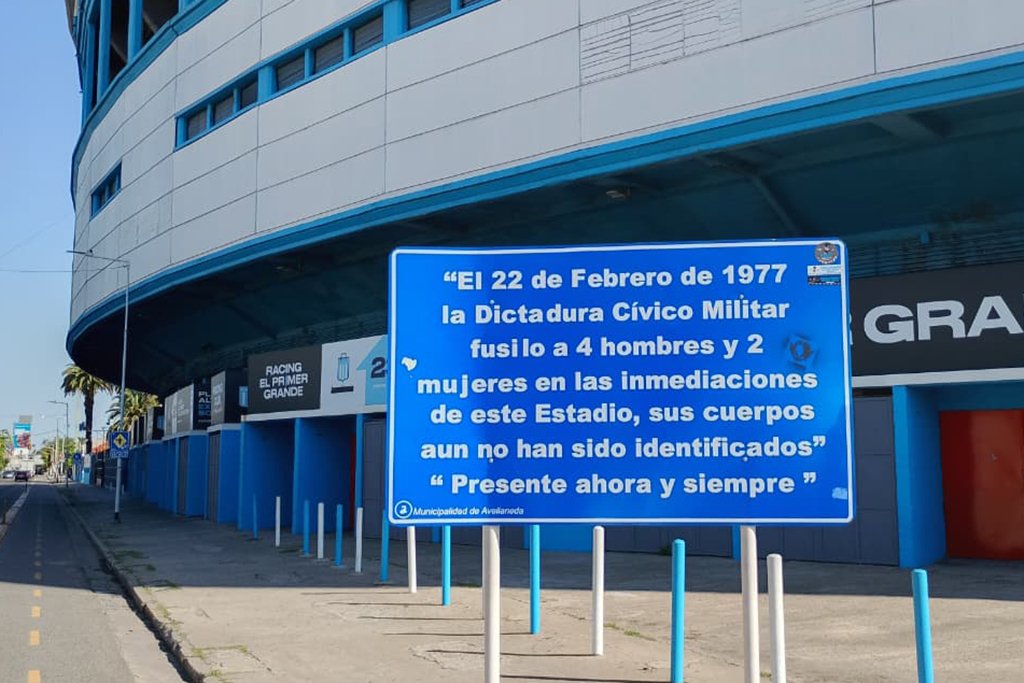 “El 22 de Febrero de 1977
la Dictadura Cívico Militar
fusilo a 4 hombres y 2
mujeres en las inmediaciones
de este Estadio, sus cuerpos
aun no han sido identificados”
“ Presente ahora y siempre ”
Municipalidad de Avellaneda
RACING
EL PRIMER
GRANDE
2
GRA